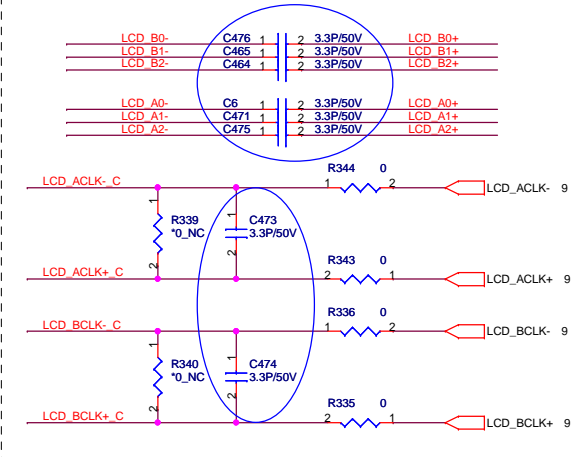 LCD_B0- C476 1 2 3.3P/50V LCD_B0+
LCD_B1- C465 1 2 3.3P/50V LCD_B1+
LCD_B2- C464 1 2 3.3P/50V LCD_B2+
LCD_A0- C6 1 2 3.3P/50V LCD_A0+
LCD_A1- C471 1 2 3.3P/50V LCD_A1+
LCD_A2- C475 1 2 3.3P/50V LCD_A2+
R344 0
LCD_ACLK-_C 1 2 LCD_ACLK- 9
1 1
R339 C473
*0_NC 3.3P/50V
2 2
R343 0
LCD_ACLK+_C 2 1 LCD_ACLK+ 9
R336 0
LCD_BCLK-_C 1 2 LCD_BCLK- 9
1 1
R340 C474
*0_NC 3.3P/50V
2 2
R335 0
LCD_BCLK+_C 2 1 LCD_BCLK+ 9